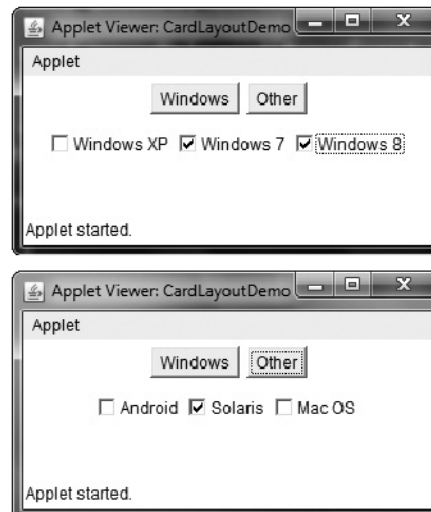 Applet Viewer: CardLayoutDemo
Applet
Windows Other
Windows XP Windows 7 Windows 8
Applet started.
Applet Viewer: CardLayoutDemo
Applet
Windows Other
Android Solaris Mac OS
Applet started.